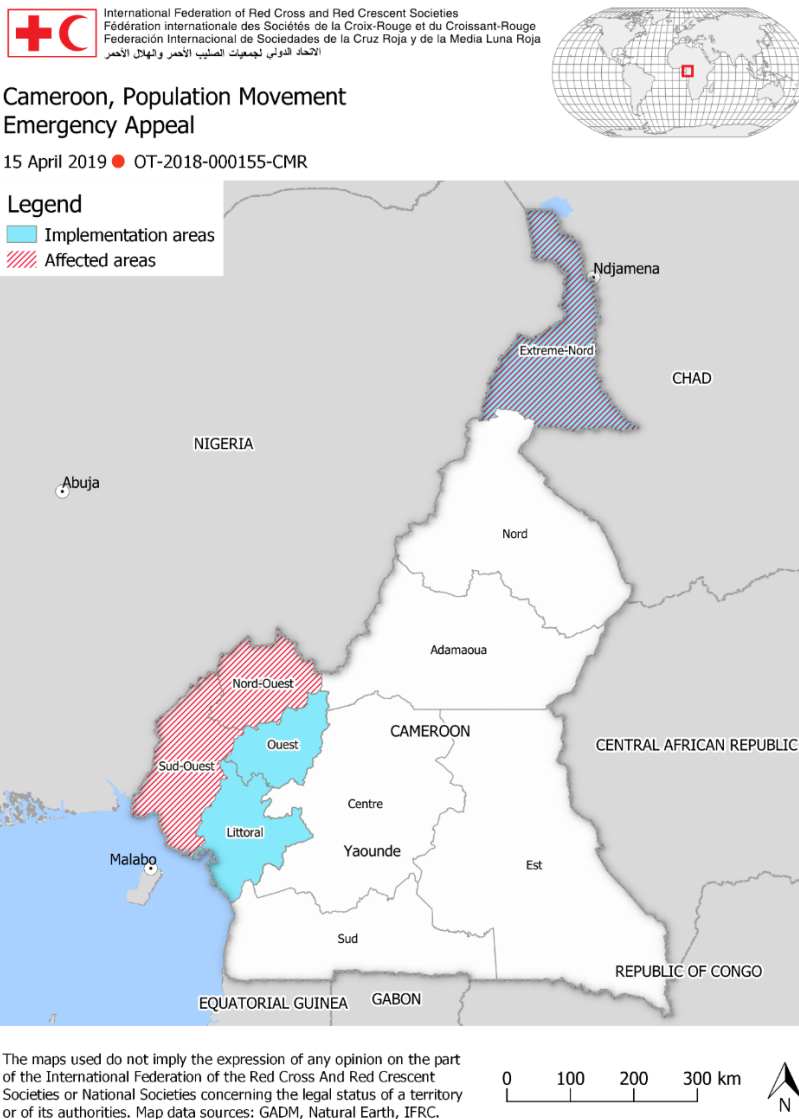 International Federation of Red Cross and Red Crescent Societies
Fédération internationale des Sociétés de la Croix-Rouge et du Croissant-Rouge
Federación Internacional de Sociedades de la Cruz Roja y de la Media Luna Roja
الاتحاد الدولي لجمعيات الصليب الأحمر والهلال الأحمر
Cameroon, Population Movement
Emergency Appeal
15 April 2019 ● OT-2018-000155-CMR
Legend
Implementation areas
Affected areas
Ndjamena
Extreme-Nord
CHAD
NIGERIA
Abuja
Nord
Adamaoua
Nord-Ouest
CAMEROON
Ouest
CENTRAL AFRICAN REPUBLIC
Sud-Ouest
Centre
Littoral
Yaounde
Malabo
Est
Sud
REPUBLIC OF CONGO
EQUATORIAL GUINEA
GABON
The maps used do not imply the expression of any opinion on the part
of the International Federation of the Red Cross And Red Crescent
Societies or National Societies concerning the legal status of a territory
or of its authorities. Map data sources: GADM, Natural Earth, IFRC.
0 100 200 300 km
N